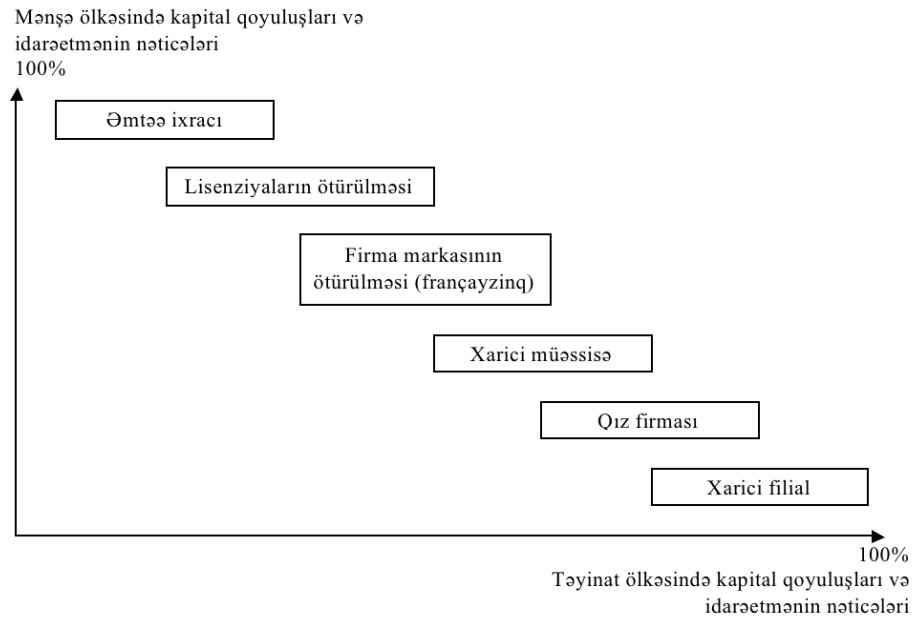 Mənşə ölkəsində kapital qoyuluşları və
idarəetmənin nəticələri
100%
Əmtəə ixracı
Lisenziyaların ötürülməsi
Firma markasının
ötürülməsi (françayzinq)
Xarici müəssisə
Qız firması
Xarici filial
100%
Təyinat ölkəsində kapital qoyuluşları və
idarəetmənin nəticələri